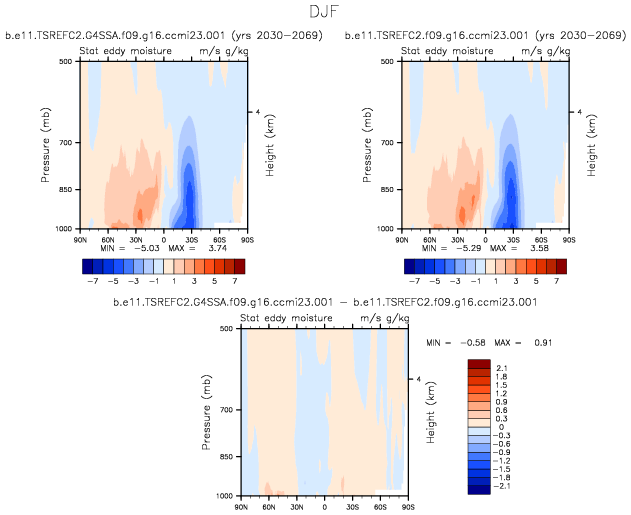 DJF
b.e11.TSREFC2.G4SSA.f09.g16.ccmi23.001 (yrs 2030-2069)
Stat eddy moisture m/s g/kg
500
700
850
1000
Pressure (mb)
4
Height (km)
90N 60N 30N 0 30S 60S 90S
MIN = -5.03 MAX = 3.74
-7 -5 -3 -1 1 3 5 7
b.e11.TSREFC2.f09.g16.ccmi23.001 (yrs 2030-2069)
Stat eddy moisture m/s g/kg
500
700
850
1000
Pressure (mb)
4
Height (km)
90N 60N 30N 0 30S 60S 90S
MIN = -5.29 MAX = 3.58
-7 -5 -3 -1 1 3 5 7
b.e11.TSREFC2.G4SSA.f09.g16.ccmi23.001 - b.e11.TSREFC2.f09.g16.ccmi23.001
Stat eddy moisture m/s g/kg
500
700
850
1000
Pressure (mb)
4
Height (km)
90N 60N 30N 0 30S 60S 90S
MIN = -0.58 MAX = 0.91
2.1
1.8
1.5
1.2
0.9
0.6
0.3
0
-0.3
-0.6
-0.9
-1.2
-1.5
-1.8
-2.1